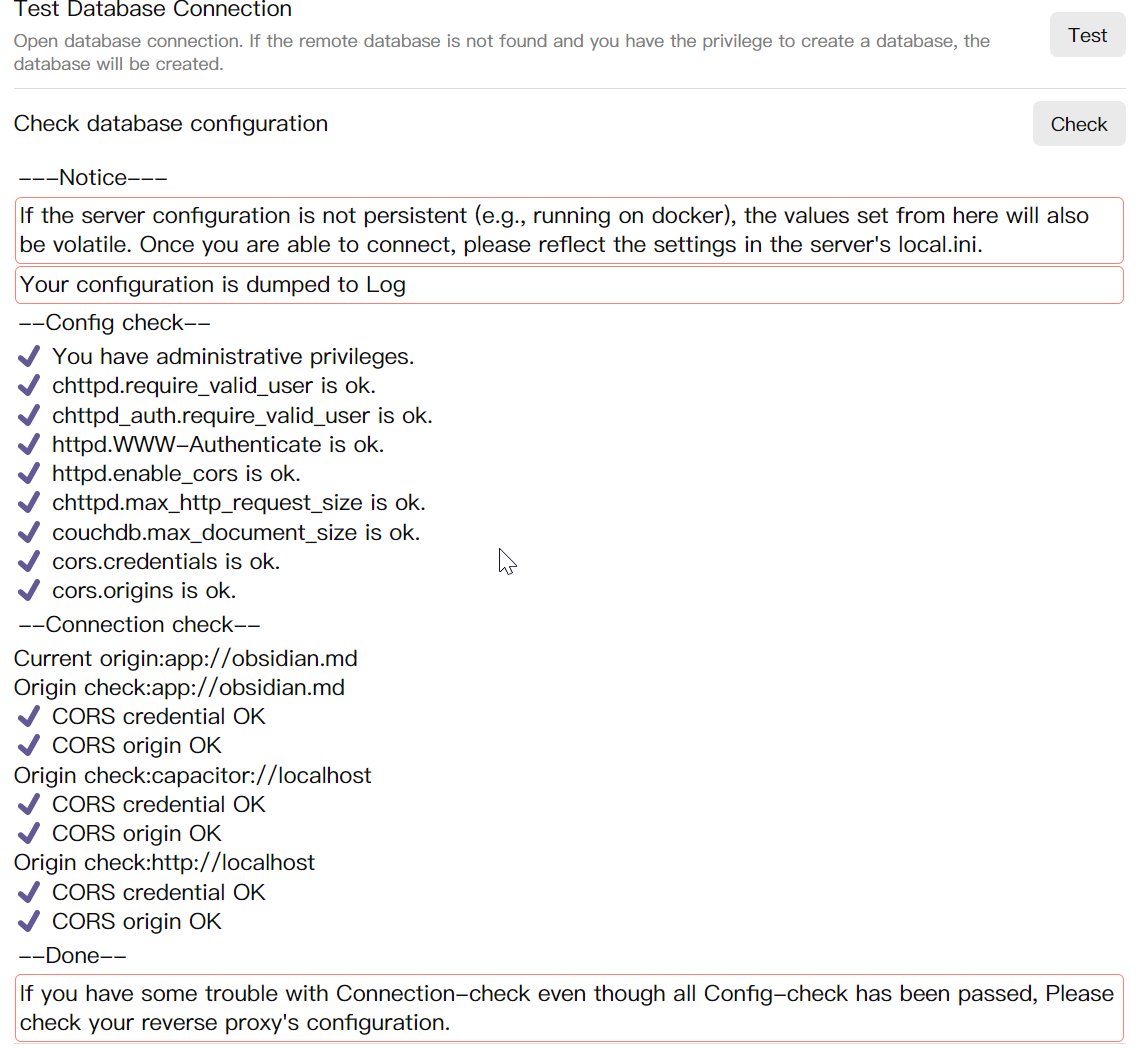 Test Database Connection
Open database connection. If the remote database is not found and you have the privilege to create a database, the
database will be created.
Test
Check database configuration
Check
---Notice---
If the server configuration is not persistent (e.g., running on docker), the values set from here will also
be volatile. Once you are able to connect, please reflect the settings in the server's local.ini.
Your configuration is dumped to Log
--Config check--
✔ You have administrative privileges.
✔ chttpd.require_valid_user is ok.
✔ chttpd_auth.require_valid_user is ok.
✔ httpd.WWW-Authenticate is ok.
✔ httpd.enable_cors is ok.
✔ chttpd.max_http_request_size is ok.
✔ couchdb.max_document_size is ok.
✔ cors.credentials is ok.
✔ cors.origins is ok.
--Connection check--
Current origin:app://obsidian.md
Origin check:app://obsidian.md
✔ CORS credential OK
✔ CORS origin OK
Origin check:capacitor://localhost
✔ CORS credential OK
✔ CORS origin OK
Origin check:http://localhost
✔ CORS credential OK
✔ CORS origin OK
--Done--
If you have some trouble with Connection-check even though all Config-check has been passed, Please
check your reverse proxy's configuration.